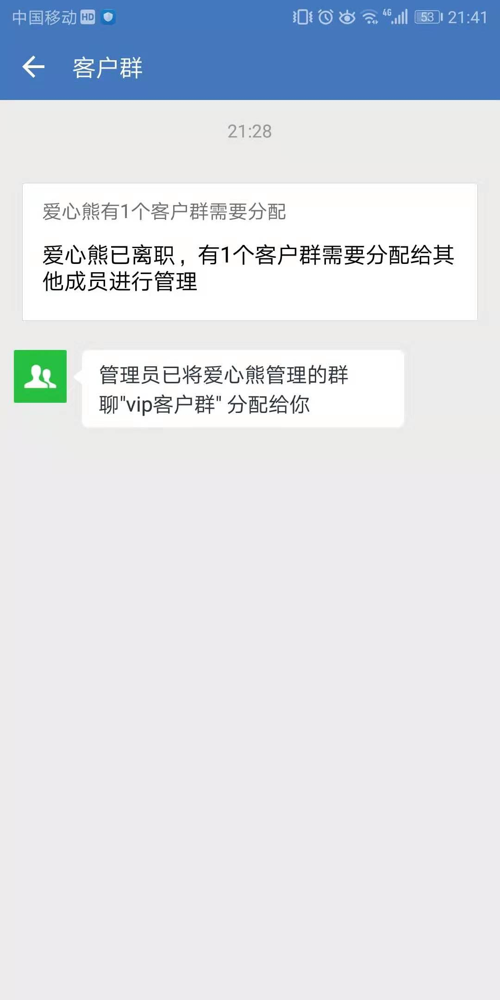 中国移动 HD 4G 53 21:41
客户群
21:28
爱心熊有1个客户群需要分配
爱心熊已离职，有1个客户群需要分配给其
他成员进行管理
管理员已将爱心熊管理的群
聊"vip客户群" 分配给你